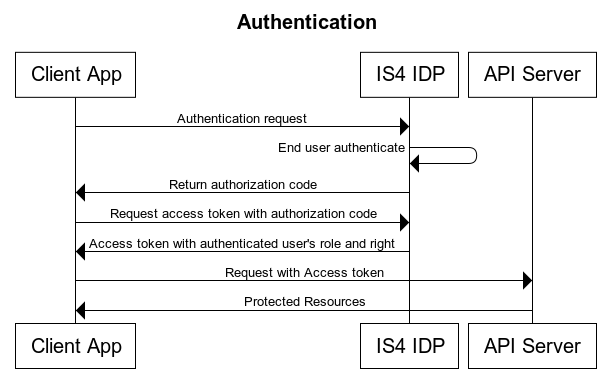 Authentication
Client App
IS4 IDP
API Server
Authentication request
End user authenticate
Return authorization code
Request access token with authorization code
Access token with authenticated user's role and right
Request with Access token
Protected Resources
Client App
IS4 IDP
API Server